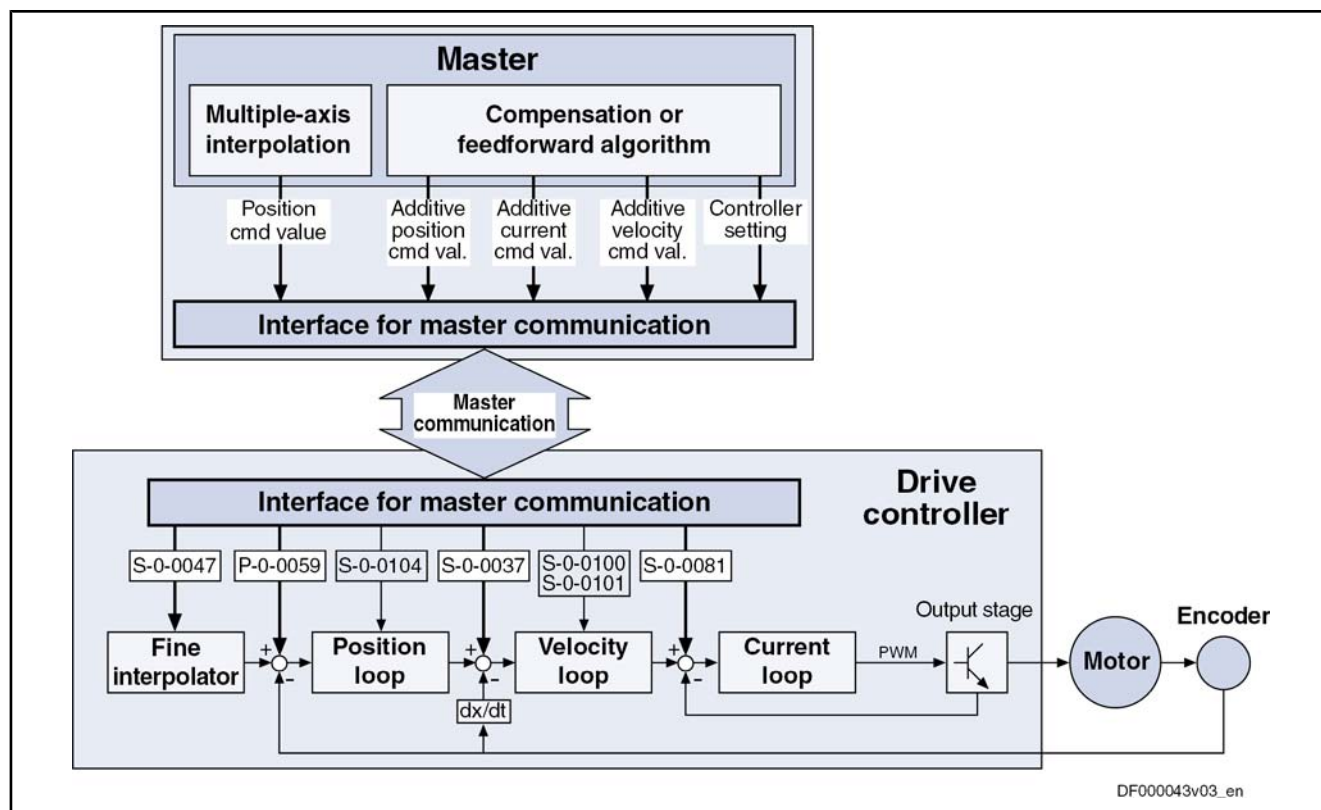 Master
Multiple-axis
interpolation
Compensation or
feedforward algorithm
Position
cmd value
Additive
position
cmd val.
Additive
current
cmd val.
Additive
velocity
cmd val.
Controller
setting
Interface for master communication
Master
communication
Drive
controller
Interface for master communication
S-0-0047
P-0-0059
S-0-0104
S-0-0037
S-0-0100
S-0-0101
S-0-0081
Output stage
Encoder
Fine
interpolator
+
-
Position
loop
+
-
Velocity
loop
+
-
Current
loop
PWM
Motor
dx/dt
DF000043v03_en